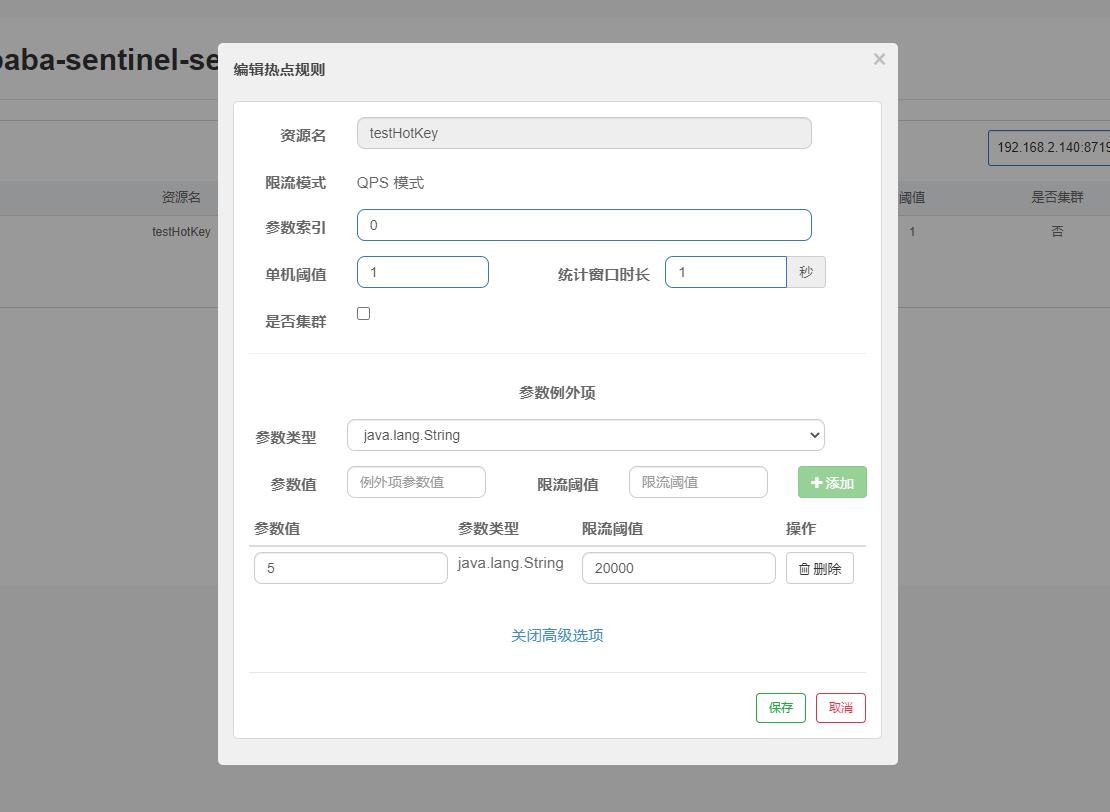 编辑热点规则
×
资源名 testHotKey
限流模式 QPS 模式
参数索引 0
单机阈值 1 统计窗口时长 1 秒
是否集群
参数例外项
参数类型 java.lang.String
参数值 例外项参数值 限流阈值 限流阈值 添加
参数值 参数类型 限流阈值 操作
5 java.lang.String 20000 删除
关闭高级选项
保存 取消
aba-sentinel-se
192.168.2.140:8719
资源名 阈值 是否集群
testHotKey 1 否